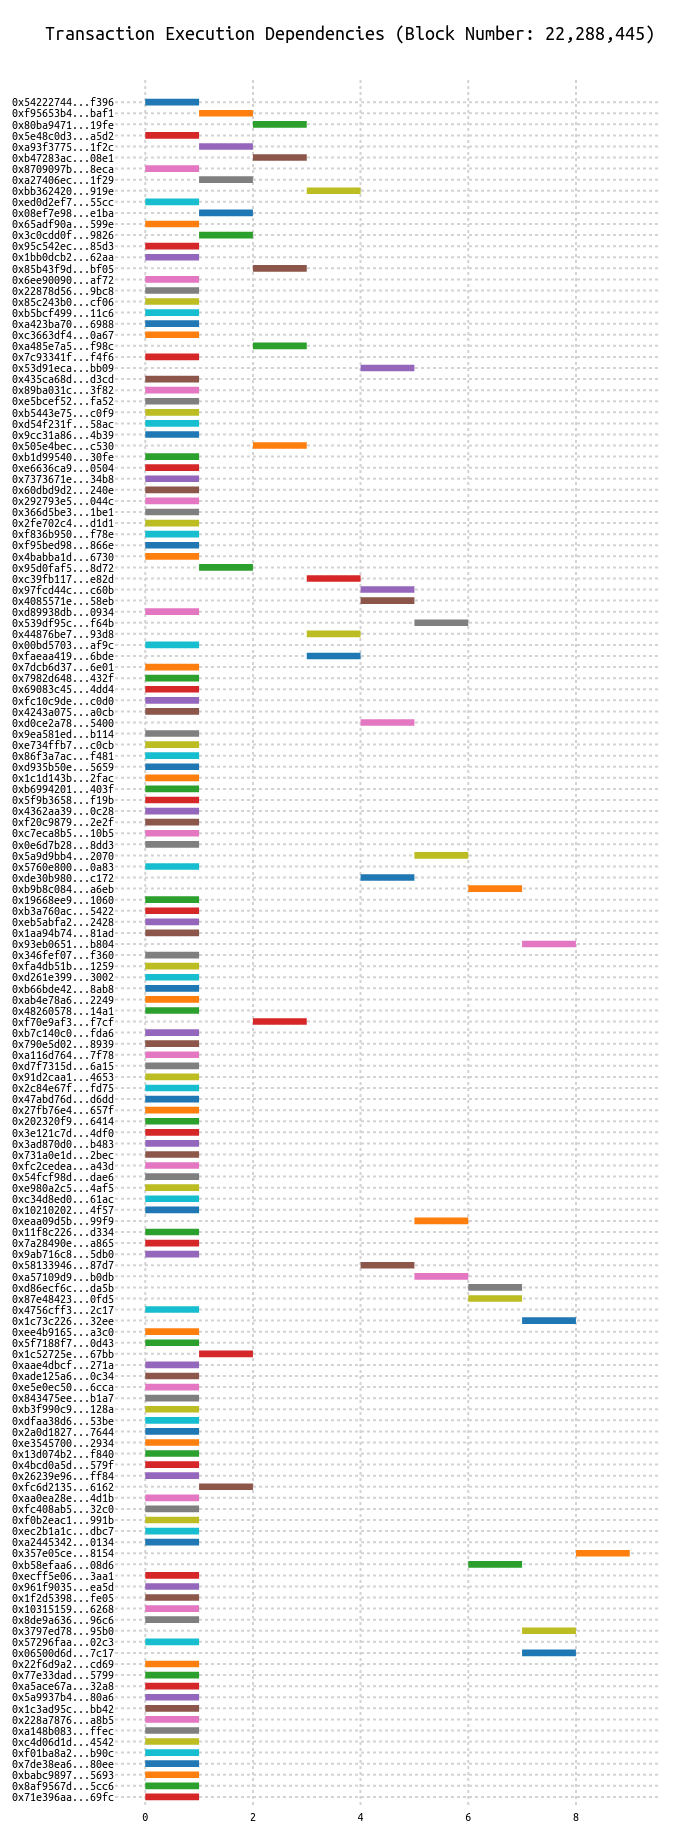 Transaction Execution Dependencies (Block Number: 22,288,445)
0x54222744...f396
0xf95653b4...baf1
0x80ba9471...19fe
0x5e48c0d3...a5d2
0xa93f3775...1f2c
0xb47283ac...08e1
0x8709097b...8eca
0xa27406ec...1f29
0xbb362420...919e
0xed0d2ef7...55cc
0x08ef7e98...e1ba
0x65adf90a...599e
0x3c0cdd0f...9826
0x95c542ec...85d3
0x1bb0dcb2...62aa
0x85b43f9d...bf05
0x6ee90090...af72
0x22878d56...9bc8
0x85c243b0...cf06
0xb5bcf499...11c6
0xa423ba70...6988
0xc3663df4...0a67
0xa485e7a5...f98c
0x7c93341f...f4f6
0x53d91eca...bb09
0x435ca68d...d3cd
0x89ba031c...3f82
0xe5bcef52...fa52
0xb5443e75...c0f9
0xd54f231f...58ac
0x9cc31a86...4b39
0x505e4bec...c530
0xb1d99540...30fe
0xe6636ca9...0504
0x7373671e...34b8
0x60dbd9d2...240e
0x292793e5...044c
0x366d5be3...1be1
0x2fe702c4...d1d1
0xf836b950...f78e
0xf95bed98...866e
0x4babba1d...6730
0x95d0faf5...8d72
0xc39fb117...e82d
0x97fcd44c...c60b
0x4085571e...58eb
0xd89938db...0934
0x539df95c...f64b
0x44876be7...93d8
0x00bd5703...af9c
0xfaeaa419...6bde
0x7dcb6d37...6e01
0x7982d648...432f
0x69083c45...4dd4
0xfc10c9de...c0d0
0x4243a075...a0cb
0xd0ce2a78...5400
0x9ea581ed...b114
0xe734ffb7...c0cb
0x86f3a7ac...f481
0xd935b50e...5659
0x1c1d143b...2fac
0xb6994201...403f
0x5f9b3658...f19b
0x4362aa39...0c28
0xf20c9879...2e2f
0xc7eca8b5...10b5
0x0e6d7b28...8dd3
0x5a9d9bb4...2070
0x5760e800...0a83
0xde30b980...c172
0xb9b8c084...a6eb
0x19668ee9...1060
0xb3a760ac...5422
0xeb5abfa2...2428
0x1aa94b74...81ad
0x93eb0651...b804
0x346fef07...f360
0xfa4db51b...1259
0xd261e399...3002
0xb66bde42...8ab8
0xab4e78a6...2249
0x48260578...14a1
0xf70e9af3...f7cf
0xb7c140c0...fda6
0x790e5d02...8939
0xa116d764...7f78
0xd7f7315d...6a15
0x91d2caa1...4653
0x2c84e67f...fd75
0x47abd76d...d6dd
0x27fb76e4...657f
0x202320f9...6414
0x3e121c7d...4df0
0x3ad870d0...b483
0x731a0e1d...2bec
0xfc2cedea...a43d
0x54fcf98d...dae6
0xe980a2c5...4af5
0xc34d8ed0...61ac
0x10210202...4f57
0xeaa09d5b...99f9
0x11f8c226...d334
0x7a28490e...a865
0x9ab716c8...5db0
0x58133946...87d7
0xa57109d9...b0db
0xd86ecf6c...da5b
0x87e48423...0fd5
0x4756cff3...2c17
0x1c73c226...32ee
0xee4b9165...a3c0
0x5f7188f7...0d43
0x1c52725e...67bb
0xaae4dbcf...271a
0xade125a6...0c34
0xe5e0ec50...6cca
0x843475ee...b1a7
0xb3f990c9...128a
0xdfaa38d6...53be
0x2a0d1827...7644
0xe3545700...2934
0x13d074b2...f840
0x4bcd0a5d...579f
0x26239e96...ff84
0xfc6d2135...6162
0xaa0ea28e...4d1b
0xfc408ab5...32c0
0xf0b2eac1...991b
0xec2b1a1c...dbc7
0xa2445342...0134
0x357e05ce...8154
0xb58efaa6...08d6
0xecff5e06...3aa1
0x961f9035...ea5d
0x1f2d5398...fe05
0x10315159...6268
0x8de9a636...96c6
0x3797ed78...95b0
0x57296faa...02c3
0x06500d6d...7c17
0x22f6d9a2...cd69
0x77e33dad...5799
0xa5ace67a...32a8
0x5a9937b4...80a6
0x1c3ad95c...bb42
0x228a7876...a8b5
0xa148b083...ffec
0xc4d06d1d...4542
0xf01ba8a2...b90c
0x7de38ea6...80ee
0xbabc9897...5693
0x8af9567d...5cc6
0x71e396aa...69fc
0 2 4 6 8